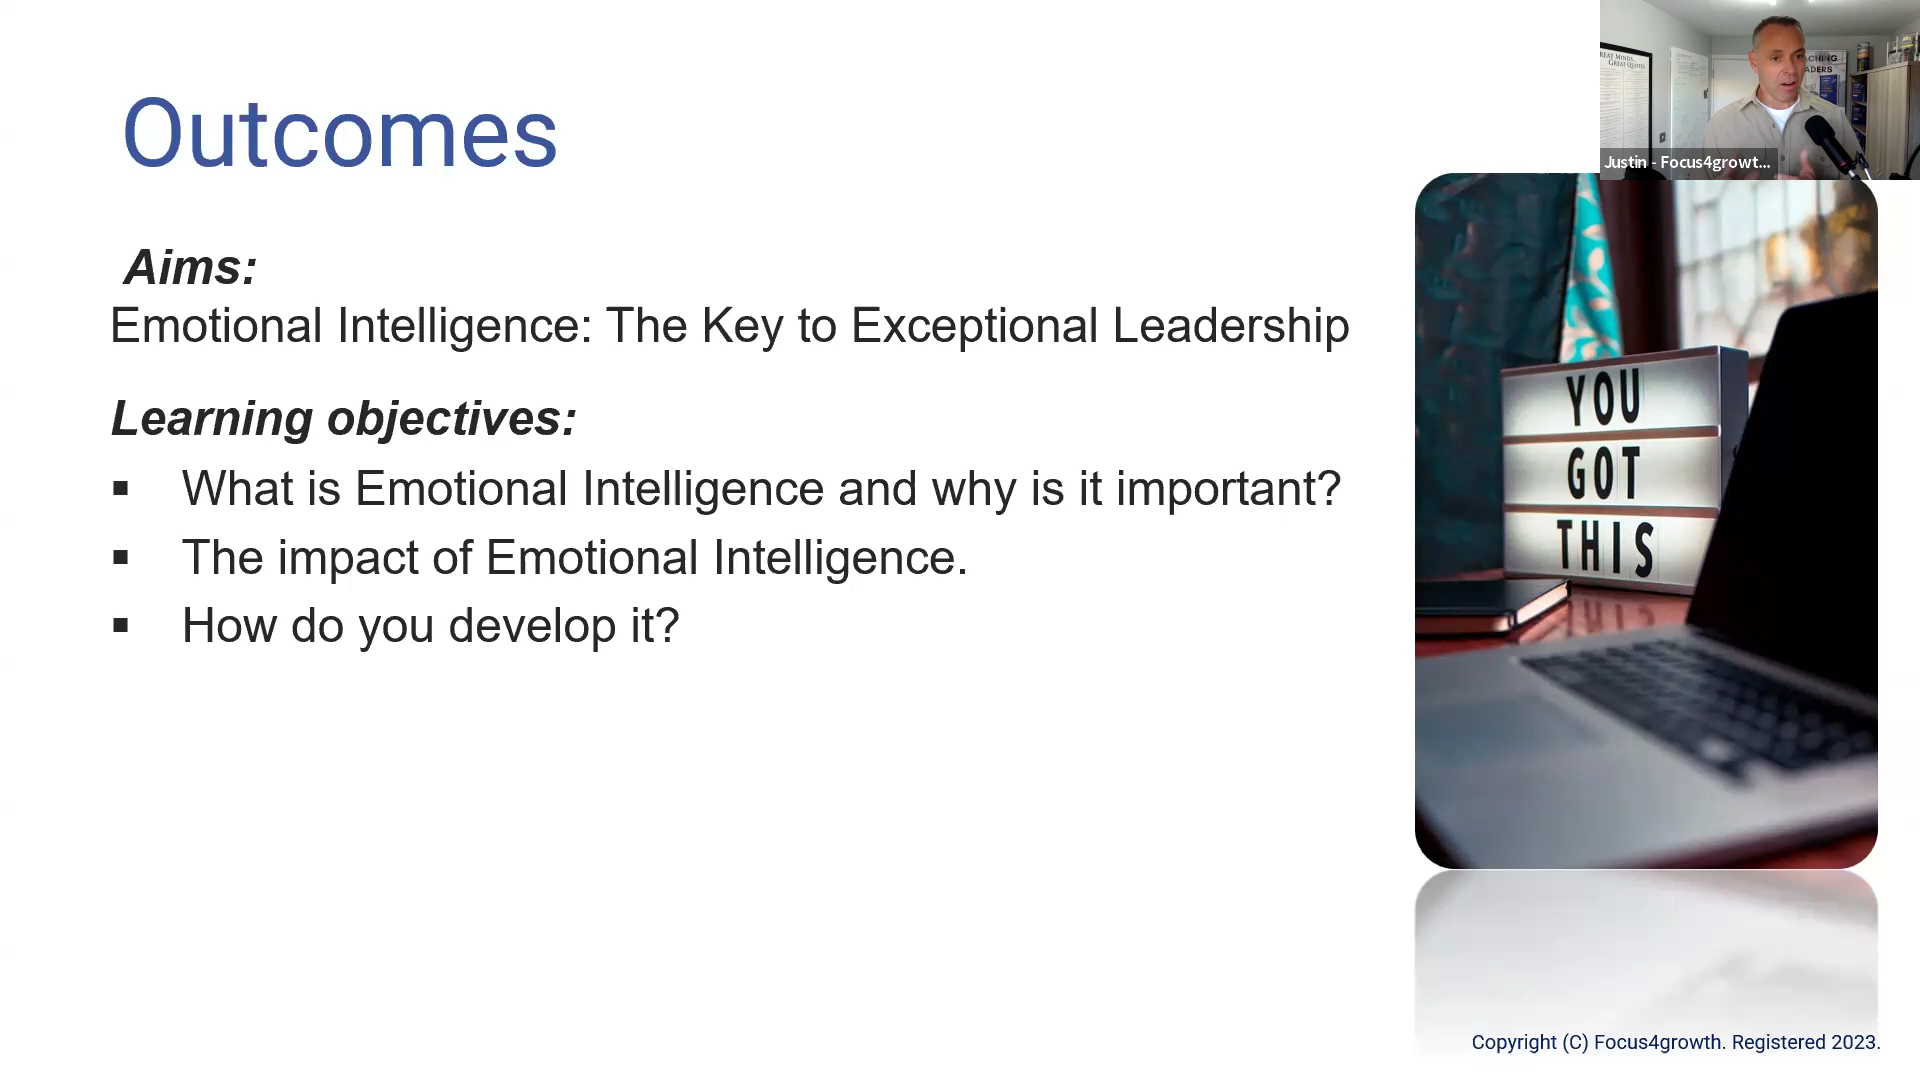 Outcomes
Aims:
Emotional Intelligence: The Key to Exceptional Leadership
Learning objectives:
▪ What is Emotional Intelligence and why is it important?
▪ The impact of Emotional Intelligence.
▪ How do you develop it?
GREAT QUOTES
Justin - Focus4growt...
YOU
GOT
THIS
Copyright (C) Focus4growth. Registered 2023.